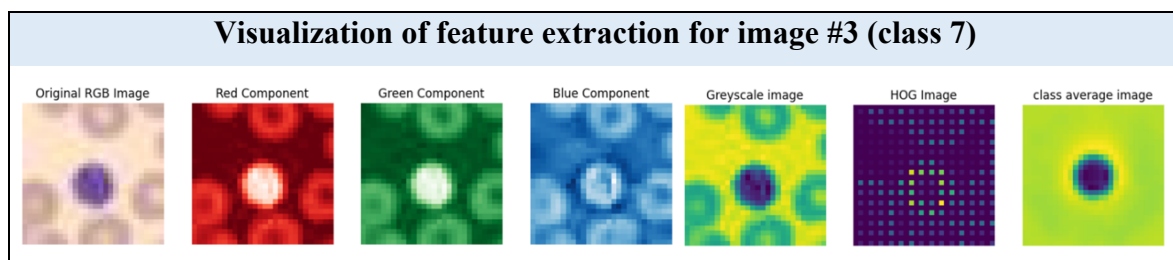 Visualization of feature extraction for image #3 (class 7)
Original RGB Image
Red Component
Green Component
Blue Component
Greyscale image
HOG Image
class average image